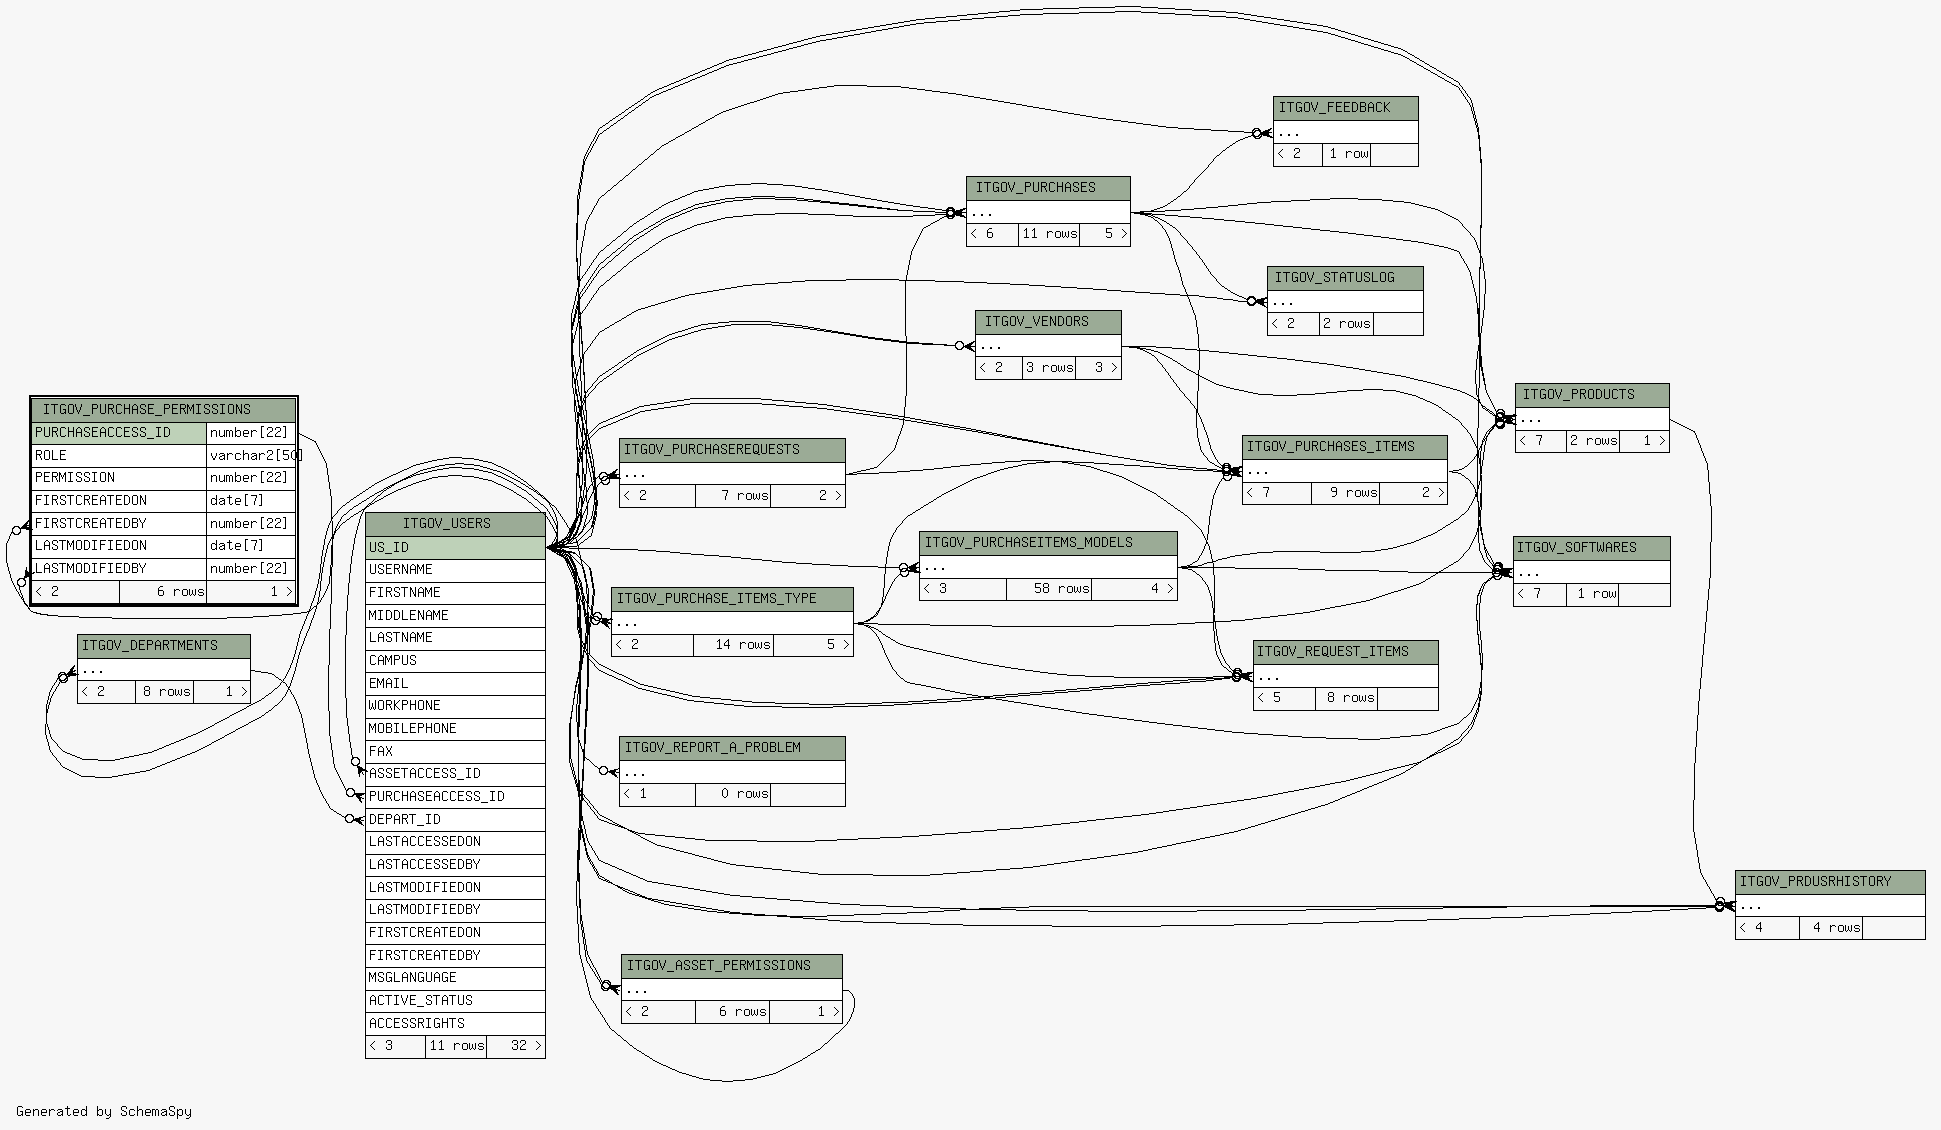 ITGOV_FEEDBACK
...
< 2 1 row
ITGOV_PURCHASES
...
< 6 11 rows 5 >
ITGOV_STATUSLOG
...
< 2 2 rows
ITGOV_VENDORS
...
< 2 3 rows 3 >
ITGOV_PRODUCTS
...
< 7 2 rows 1 >
ITGOV_PURCHASE_PERMISSIONS
PURCHASEACCESS_ID number[22]
ROLE varchar2[50]
PERMISSION number[22]
FIRSTCREATEDON date[7]
FIRSTCREATEDBY number[22]
LASTMODIFIEDON date[7]
LASTMODIFIEDBY number[22]
< 2 6 rows 1 >
ITGOV_PURCHASEREQUESTS
...
< 2 7 rows 2 >
ITGOV_PURCHASES_ITEMS
...
< 7 9 rows 2 >
ITGOV_USERS
US_ID
USERNAME
FIRSTNAME
MIDDLENAME
LASTNAME
CAMPUS
EMAIL
WORKPHONE
MOBILEPHONE
FAX
ASSETACCESS_ID
PURCHASEACCESS_ID
DEPART_ID
LASTACCESSEDON
LASTACCESSEDBY
LASTMODIFIEDON
LASTMODIFIEDBY
FIRSTCREATEDON
FIRSTCREATEDBY
MSGLANGUAGE
ACTIVE_STATUS
ACCESSRIGHTS
< 3 11 rows 32 >
ITGOV_PURCHASEITEMS_MODELS
...
< 3 58 rows 4 >
ITGOV_SOFTWARES
...
< 7 1 row
ITGOV_PURCHASE_ITEMS_TYPE
...
< 2 14 rows 5 >
ITGOV_DEPARTMENTS
...
< 2 8 rows 1 >
ITGOV_REQUEST_ITEMS
...
< 5 8 rows
ITGOV_REPORT_A_PROBLEM
...
< 1 0 rows
ITGOV_PRDUSRHISTORY
...
< 4 4 rows
ITGOV_ASSET_PERMISSIONS
...
< 2 6 rows 1 >
Generated by SchemaSpy